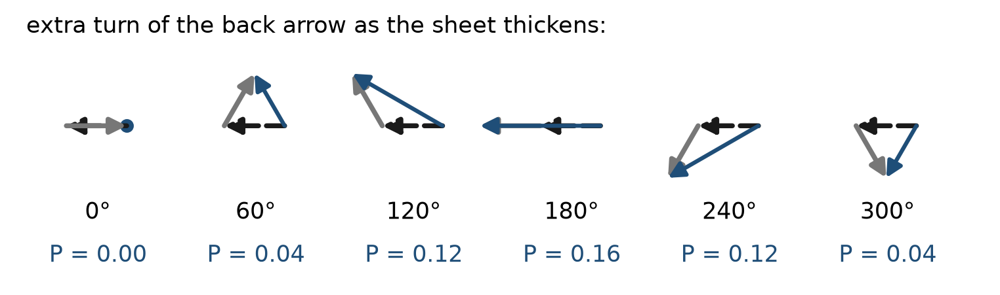 extra turn of the back arrow as the sheet thickens:
0° 60° 120° 180° 240° 300°
P = 0.00 P = 0.04 P = 0.12 P = 0.16 P = 0.12 P = 0.04